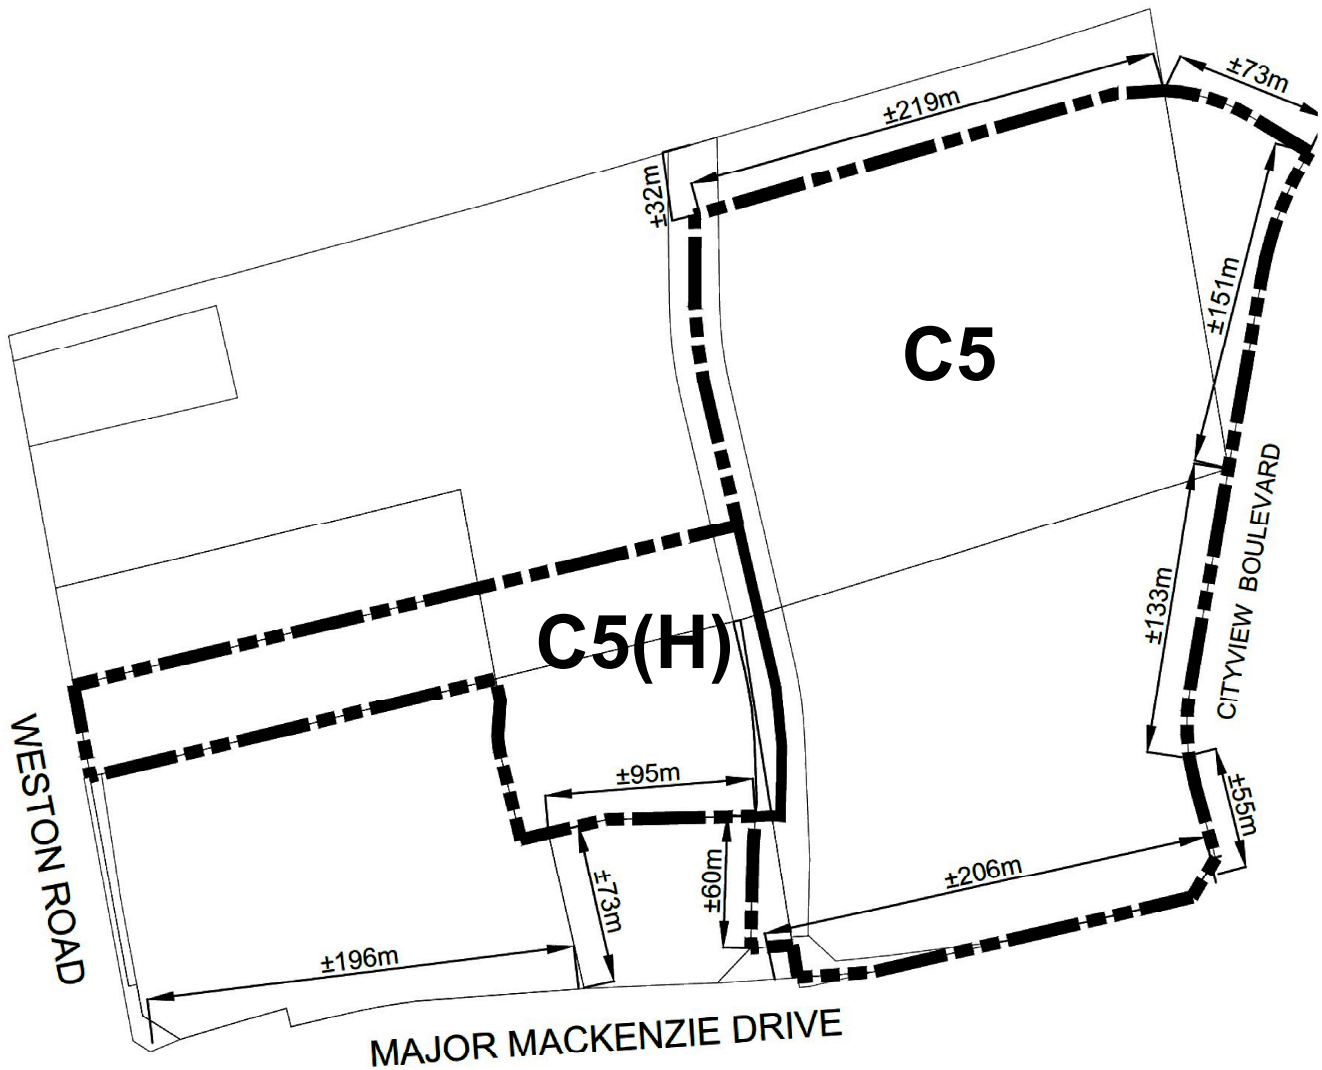 ±73m
±219m
±32m
±151m
C5
CITYVIEW BOULEVARD
±133m
C5(H)
WESTON ROAD
±95m
±55m
±60m
±206m
±73m
±196m
MAJOR MACKENZIE DRIVE